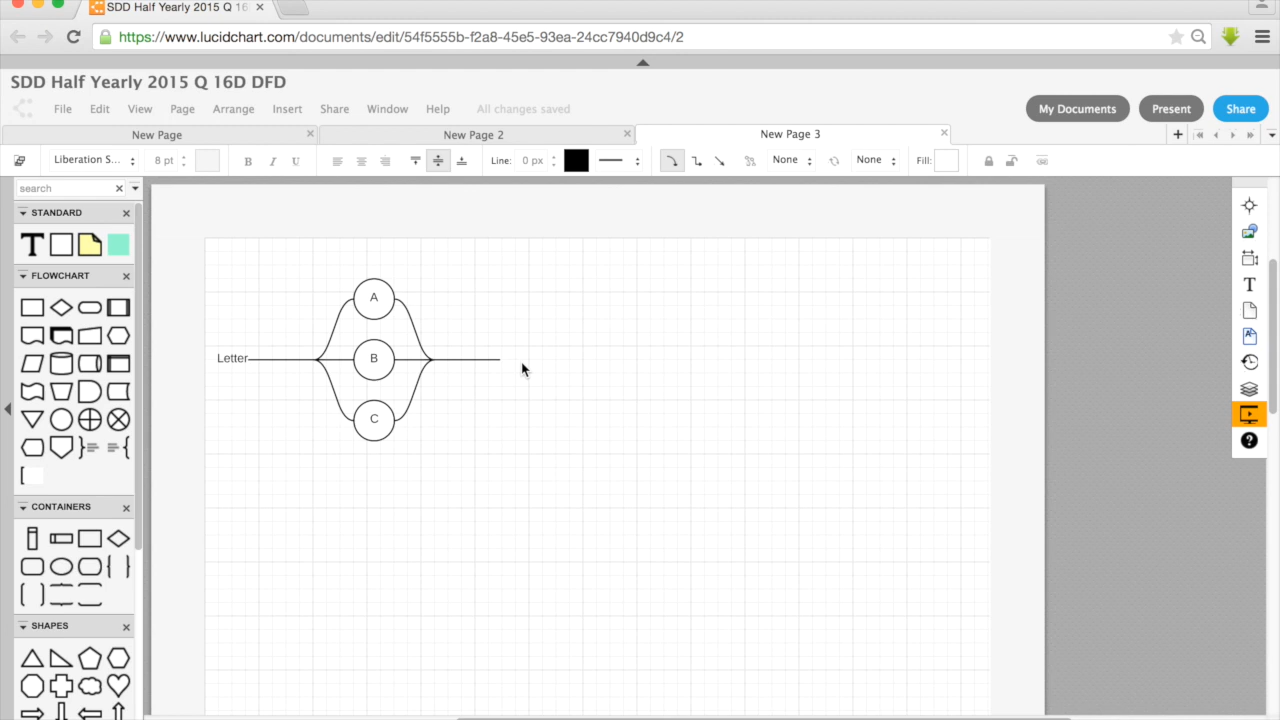 SDD Half Yearly 2015 Q 16
https://www.lucidchart.com/documents/edit/54f5555b-f2a8-45e5-93ea-24cc7940d9c4/2
SDD Half Yearly 2015 Q 16D DFD
File Edit View Page Arrange Insert Share Window Help All changes saved
My Documents Present Share
New Page New Page 2 New Page 3
Liberation S... 8 pt B I U Line: 0 px None None Fill:
search
STANDARD
T
FLOWCHART
CONTAINERS
SHAPES
A
Letter B
C
T
A
?